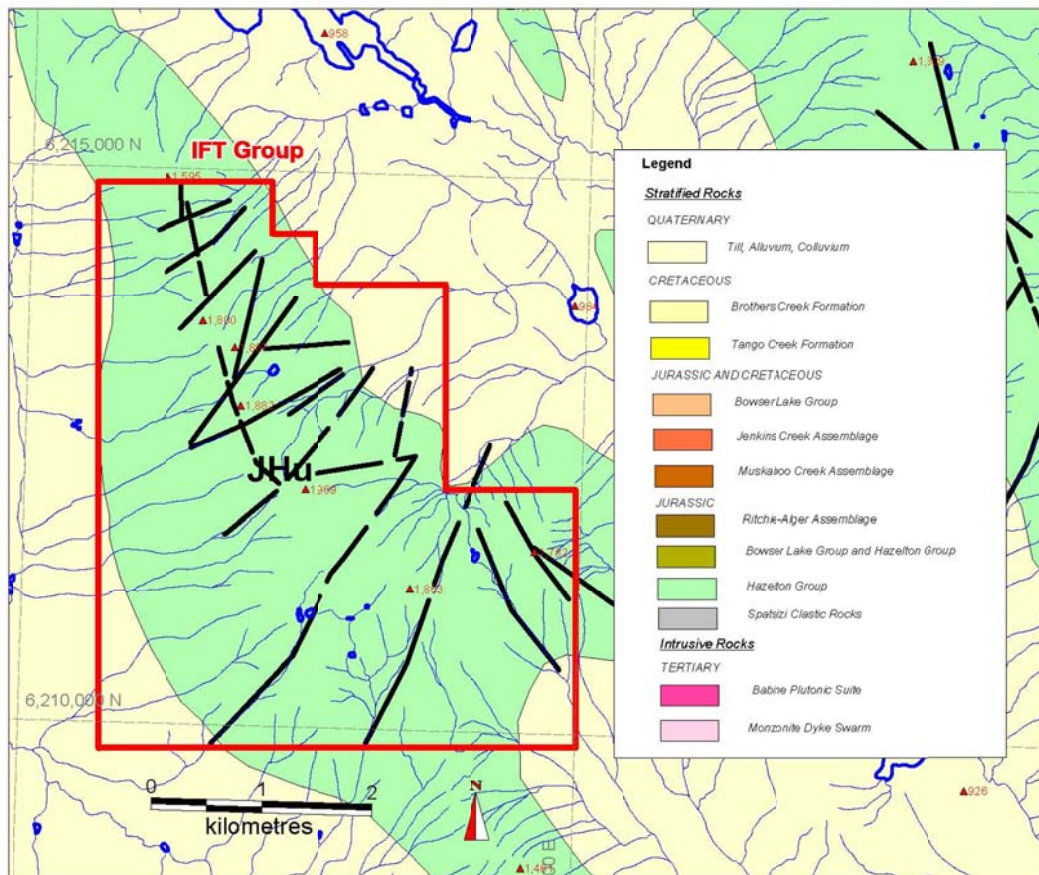 958
6,215,000 N
IFT Group
1,595
984
JHu
1,863
6,210,000 N
0 1 2
kilometres
N
00 E
926
Legend
Stratified Rocks
QUATERNARY
Till, Alluvium, Colluvium
CRETACEOUS
Brothers Creek Formation
Tango Creek Formation
JURASSIC AND CRETACEOUS
Bowser Lake Group
Jenkins Creek Assemblage
Muskaboo Creek Assemblage
JURASSIC
Ritchie-Alger Assemblage
Bowser Lake Group and Hazelton Group
Hazelton Group
Spatsizi Clastic Rocks
Intrusive Rocks
TERTIARY
Babine Plutonic Suite
Monzonite Dyke Swarm